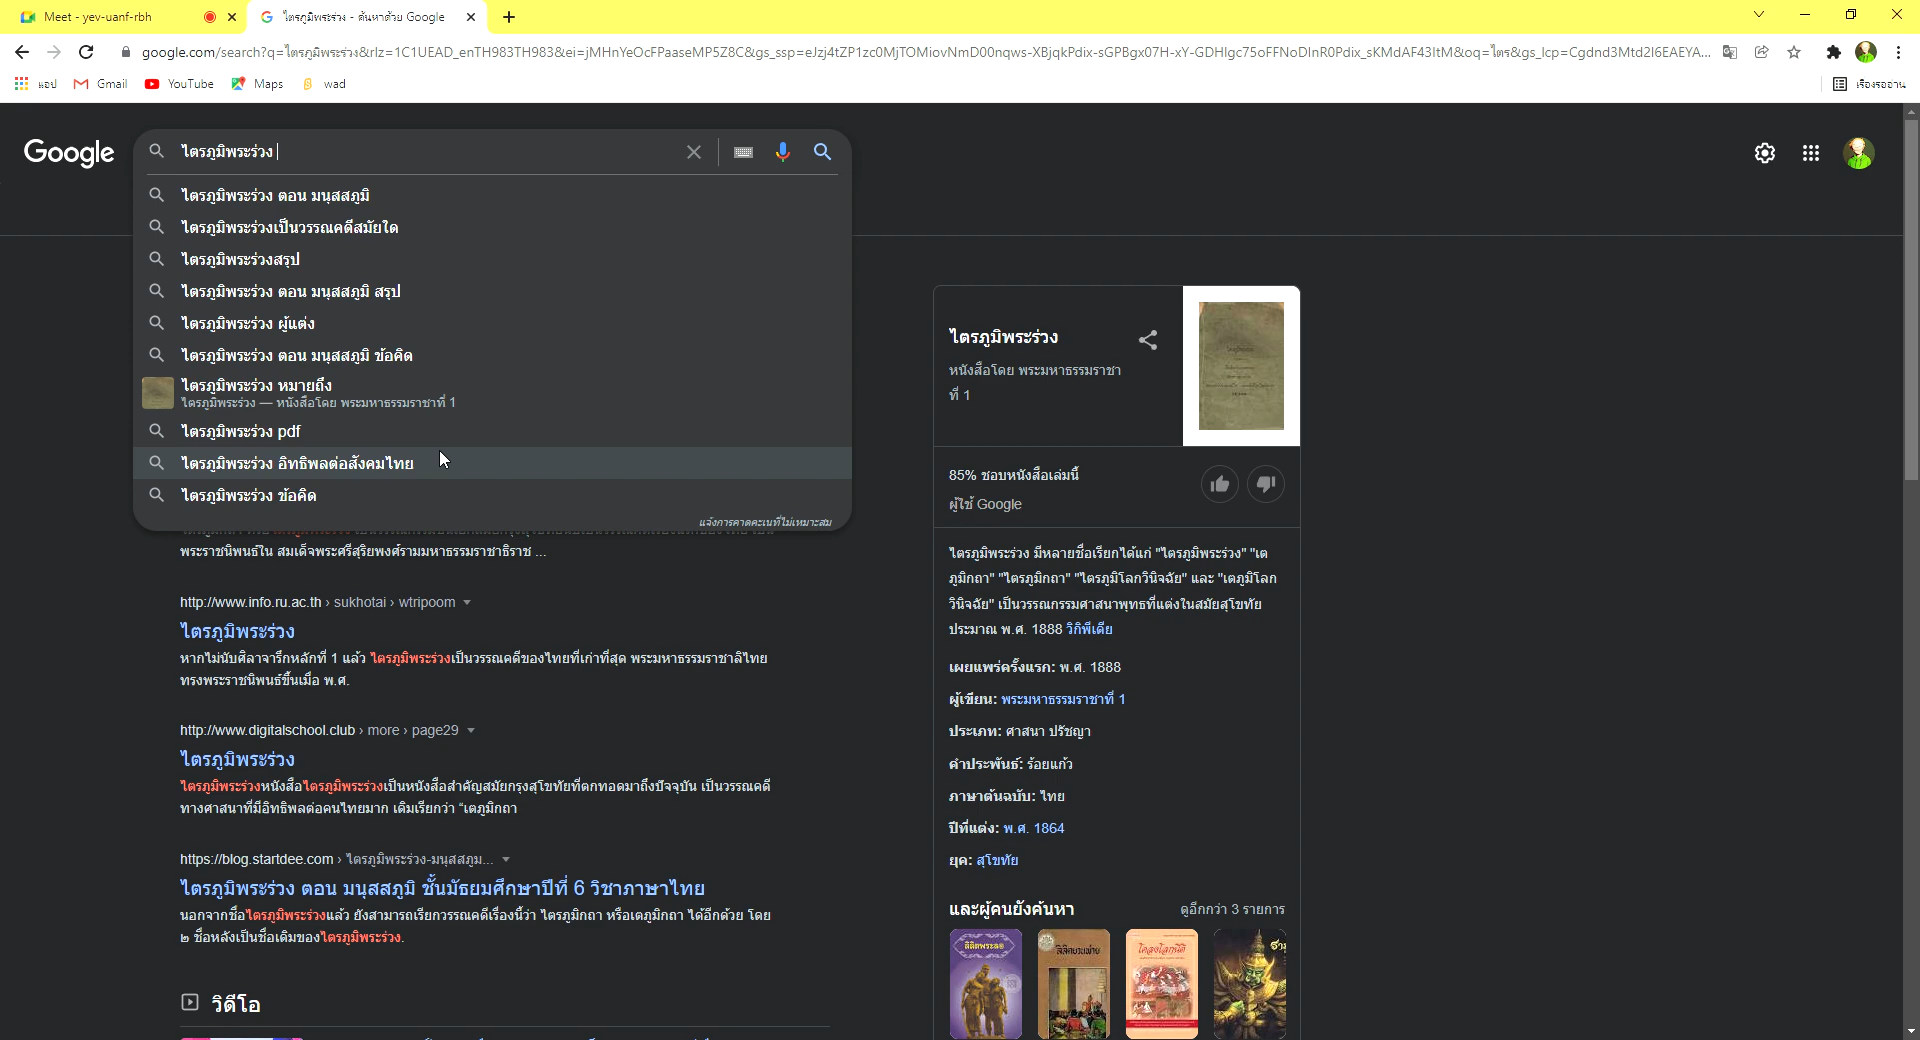 Meet - yev-uanf-rbh
ไตรภูมิพระร่วง - ค้นหาด้วย Google
แอป
Gmail
YouTube
Maps
wad
เรื่องรออ่าน
Google
ไตรภูมิพระร่วง
ไตรภูมิพระร่วง ตอน มนุสสภูมิ
ไตรภูมิพระร่วงเป็นวรรณคดีสมัยใด
ไตรภูมิพระร่วงสรุป
ไตรภูมิพระร่วง ตอน มนุสสภูมิ สรุป
ไตรภูมิพระร่วง ผู้แต่ง
ไตรภูมิพระร่วง ตอน มนุสสภูมิ ข้อคิด
ไตรภูมิพระร่วง หมายถึง
ไตรภูมิพระร่วง — หนังสือโดย พระมหาธรรมราชาที่ 1
ไตรภูมิพระร่วง pdf
ไตรภูมิพระร่วง อิทธิพลต่อสังคมไทย
ไตรภูมิพระร่วง ข้อคิด
แจ้งการคาดคะเนที่ไม่เหมาะสม
พระราชนิพนธ์ใน สมเด็จพระศรีสุริยพงศ์รามมหาธรรมราชาธิราช ...
http://www.info.ru.ac.th › sukhotai › wtripoom
ไตรภูมิพระร่วง
หากไม่นับศิลาจารึกหลักที่ 1 แล้ว ไตรภูมิพระร่วงเป็นวรรณคดีของไทยที่เก่าที่สุด พระมหาธรรมราชาลิไทย
ทรงพระราชนิพนธ์ขึ้นเมื่อ พ.ศ.
http://www.digitalschool.club › more › page29
ไตรภูมิพระร่วง
ไตรภูมิพระร่วงหนังสือไตรภูมิพระร่วงเป็นหนังสือสำคัญสมัยกรุงสุโขทัยที่ตกทอดมาถึงปัจจุบัน เป็นวรรณคดี
ทางศาสนาที่มีอิทธิพลต่อคนไทยมาก เดิมเรียกว่า “เตภูมิกถา
https://blog.startdee.com › ไตรภูมิพระร่วง-มนุสสภูม...
ไตรภูมิพระร่วง ตอน มนุสสภูมิ ชั้นมัธยมศึกษาปีที่ 6 วิชาภาษาไทย
นอกจากชื่อไตรภูมิพระร่วงแล้ว ยังสามารถเรียกวรรณคดีเรื่องนี้ว่า ไตรภูมิกถา หรือเตภูมิกถา ได้อีกด้วย โดย
๒ ชื่อหลังเป็นชื่อเดิมของไตรภูมิพระร่วง.
วิดีโอ
ไตรภูมิพระร่วง
หนังสือโดย พระมหาธรรมราชา
ที่ 1
85% ชอบหนังสือเล่มนี้
ผู้ใช้ Google
ไตรภูมิพระร่วง มีหลายชื่อเรียกได้แก่ "ไตรภูมิพระร่วง" "เต
ภูมิกถา" "ไตรภูมิกถา" "ไตรภูมิโลกวินิจฉัย" และ "เตภูมิโลก
วินิจฉัย" เป็นวรรณกรรมศาสนาพุทธที่แต่งในสมัยสุโขทัย
ประมาณ พ.ศ. 1888 วิกิพีเดีย
เผยแพร่ครั้งแรก: พ.ศ. 1888
ผู้เขียน: พระมหาธรรมราชาที่ 1
ประเภท: ศาสนา ปรัชญา
คำประพันธ์: ร้อยแก้ว
ภาษาต้นฉบับ: ไทย
ปีที่แต่ง: พ.ศ. 1864
ยุค: สุโขทัย
และผู้คนยังค้นหา
ดูอีกกว่า 3 รายการ
ลิลิตพระลอ
ลิลิตยวนพ่าย
โคลงโลกนิติ